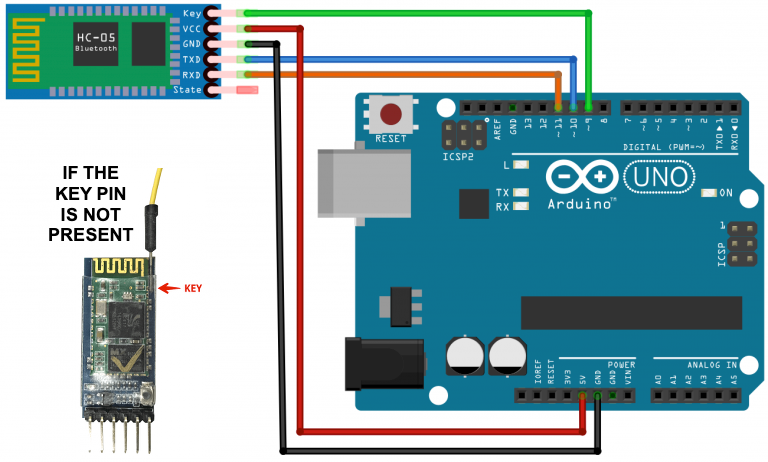 Key
VCC
GND
TXD
RXD
State
HC-05
Bluetooth
IF THE
KEY PIN
IS NOT
PRESENT
KEY
RESET
ICSP2
AREF
GND
13
12
~11
~10
~9
8
7
~6
~5
4
~3
2
TX0▶1
RX0◀0
DIGITAL (PWM=~)
L
TX
RX
UNO
Arduino™
ON
1
ICSP
POWER
ANALOG IN
IOREF
RESET
3V3
5V
GND
GND
VIN
A0
A1
A2
A3
A4
A5